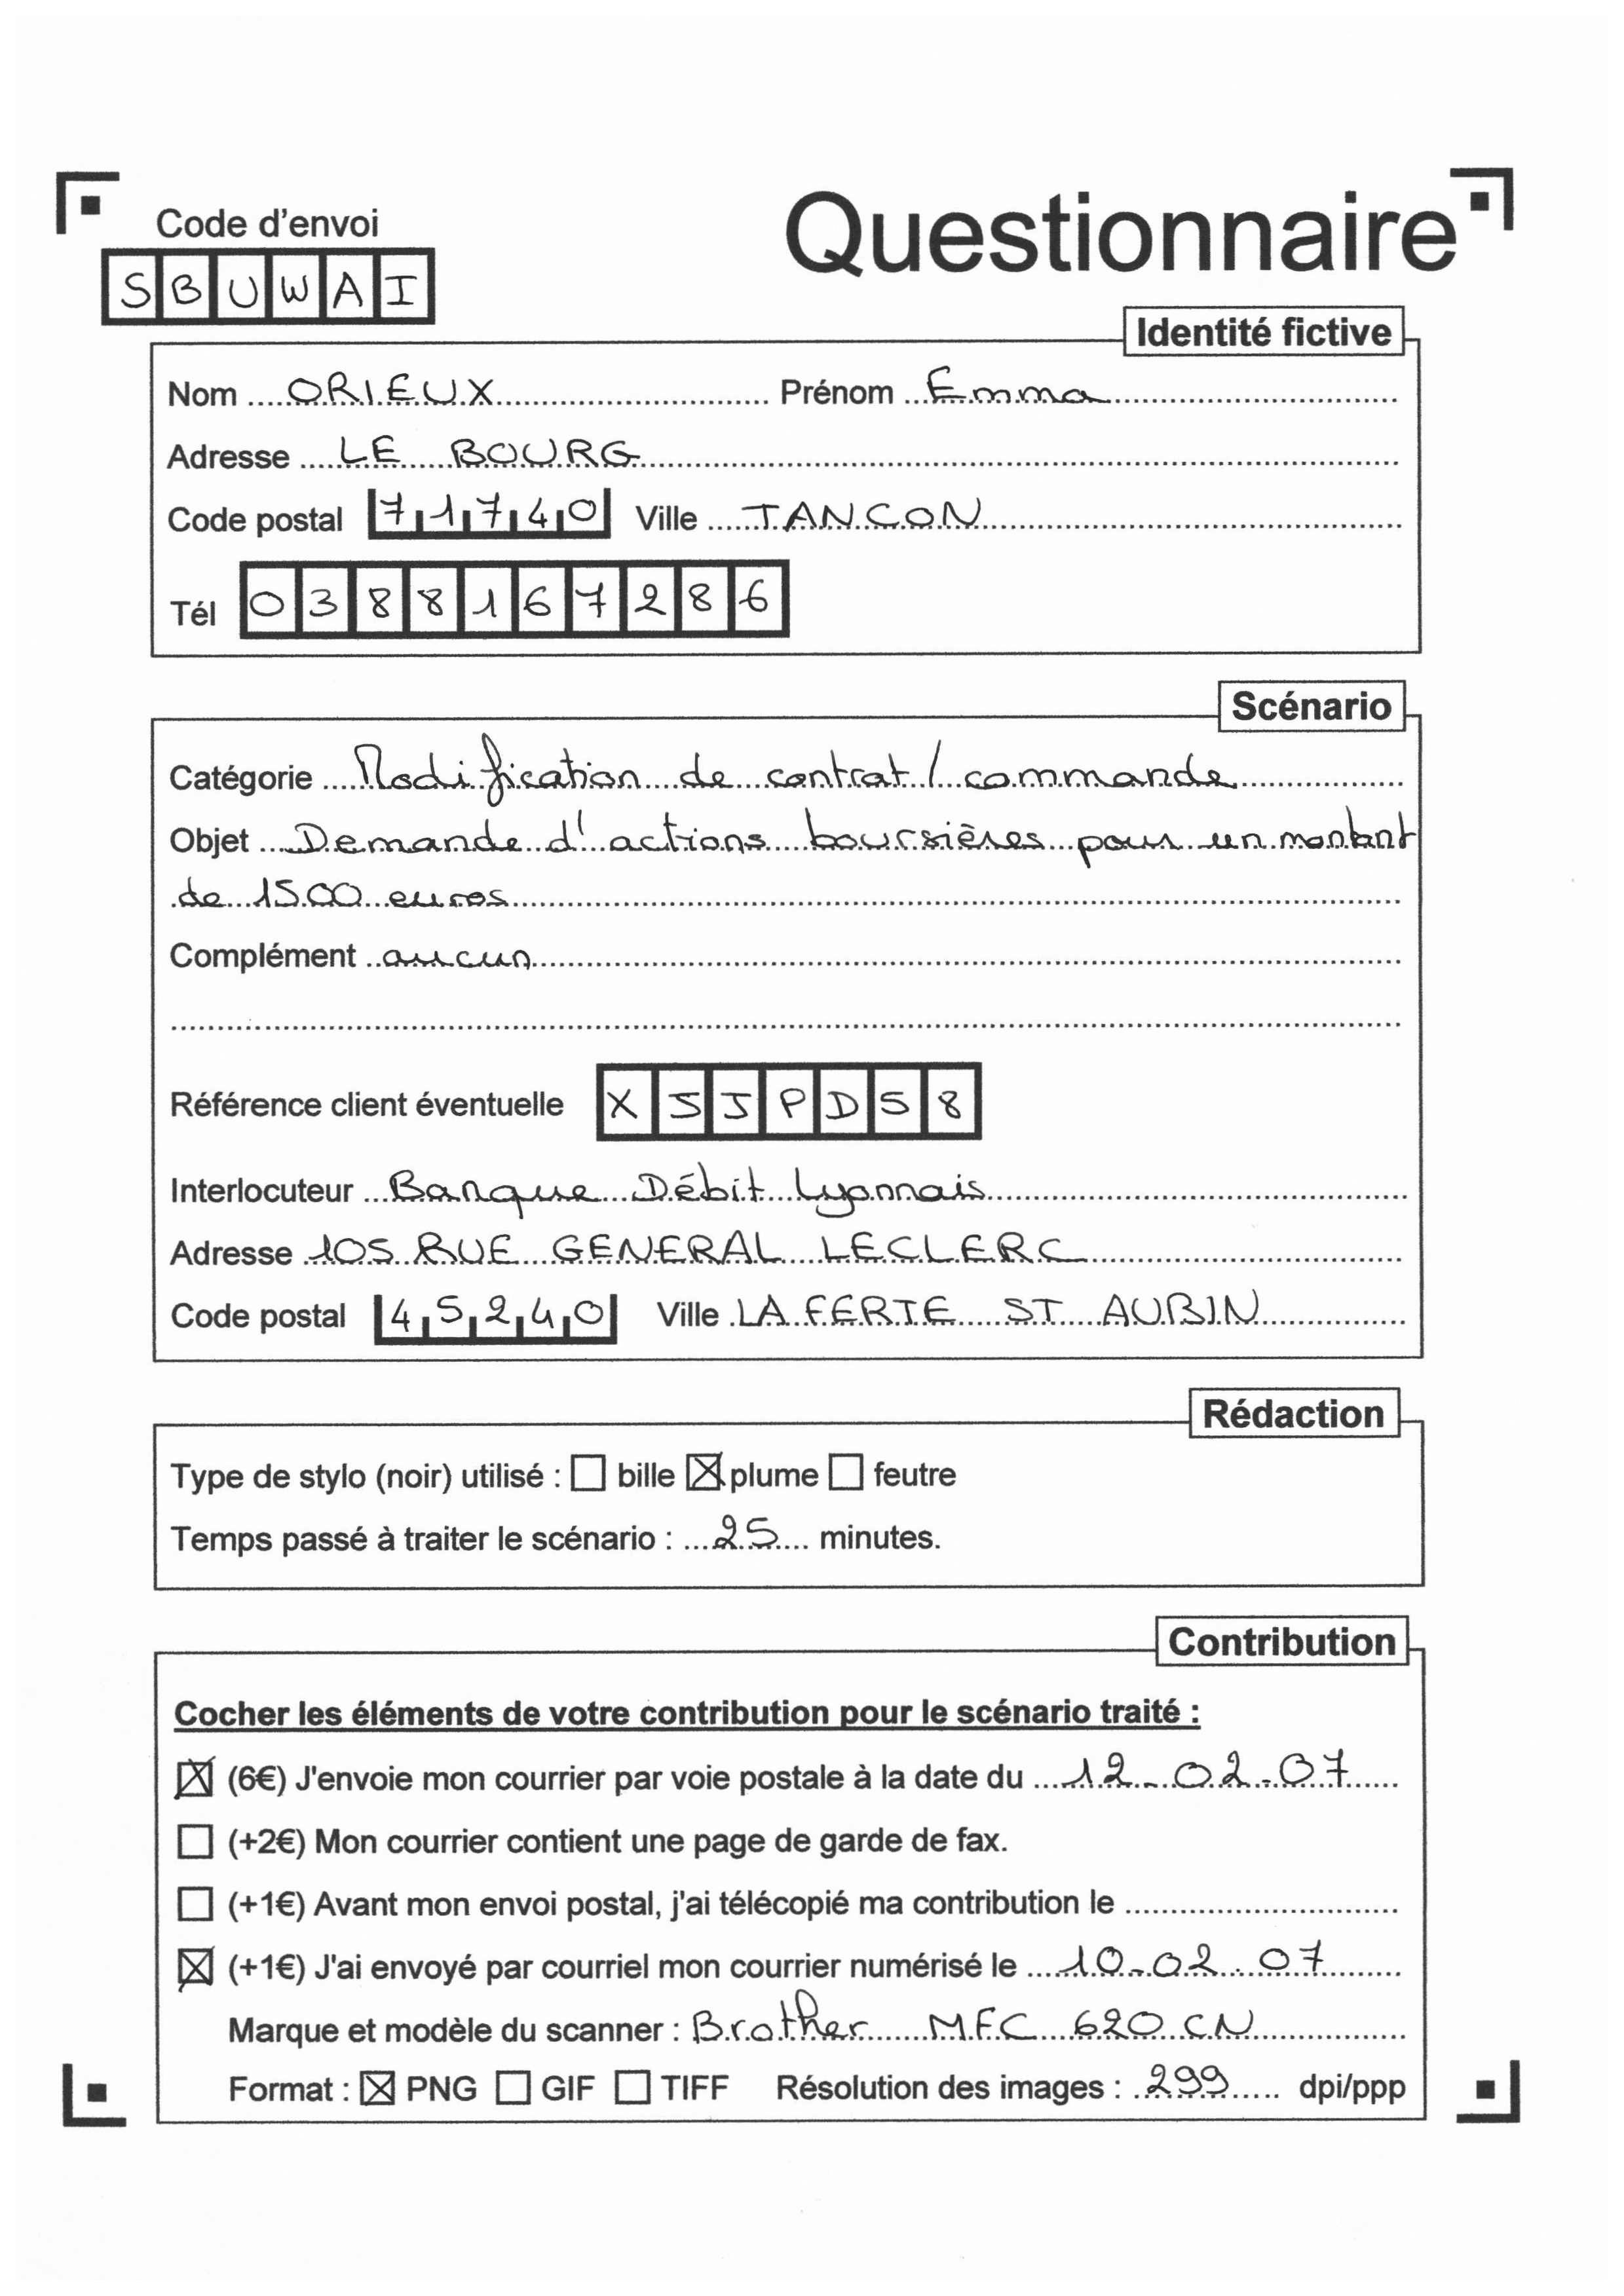 Questionnaire
Code d'envoi
SBUWAI
Identité fictive
Nom ORIEUX Prénom Emma
Adresse LE BOURG
Code postal 71740 Ville TANCON
Tél 0388167286
Scénario
Catégorie Modification de contrat / commande
Objet Demande d'actions boursières pour un montant
de 1500 euros
Complément aucun
Référence client éventuelle XJJPDS8
Interlocuteur Banque Débit Lyonnais
Adresse 105 RUE GENERAL LECLERC
Code postal 45240 Ville LA FERTE ST AUBIN
Rédaction
Type de stylo (noir) utilisé : ☐ bille ☒ plume ☐ feutre
Temps passé à traiter le scénario : 25 minutes.
Contribution
Cocher les éléments de votre contribution pour le scénario traité :
☒ (6€) J'envoie mon courrier par voie postale à la date du 12-02-07
☐ (+2€) Mon courrier contient une page de garde de fax.
☐ (+1€) Avant mon envoi postal, j'ai télécopié ma contribution le
☒ (+1€) J'ai envoyé par courriel mon courrier numérisé le 10-02-07
Marque et modèle du scanner : Brother MFC 620 CN
Format : ☒ PNG ☐ GIF ☐ TIFF Résolution des images : 299 dpi/ppp